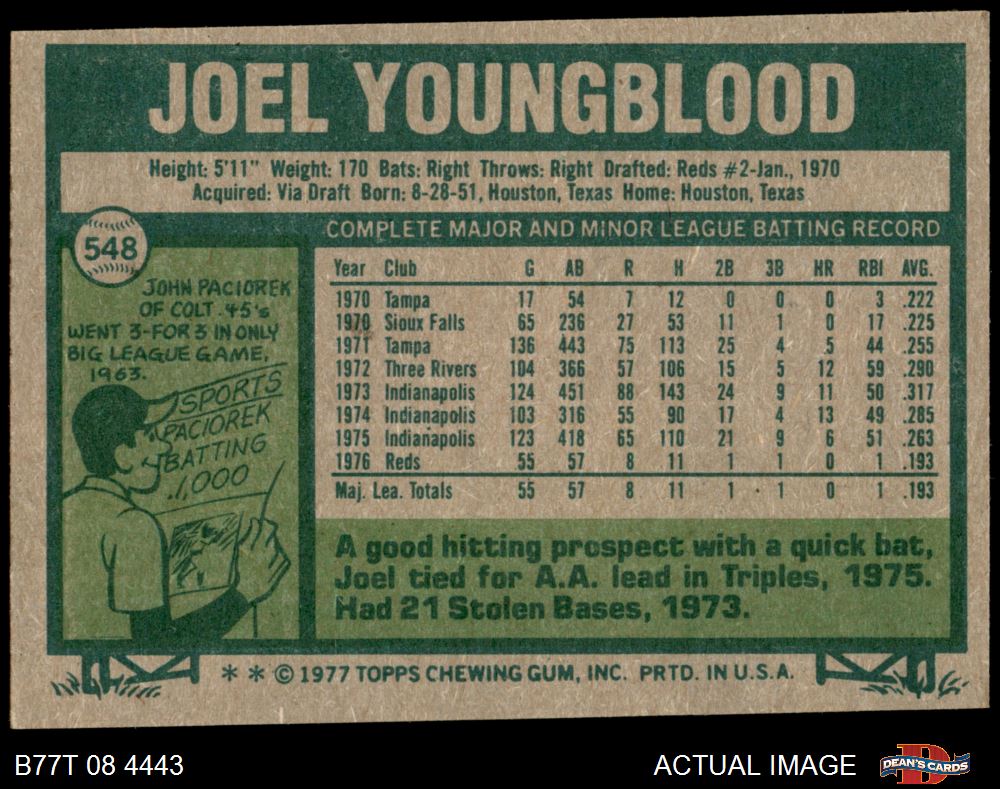 JOEL YOUNGBLOOD
Height: 5'11" Weight: 170 Bats: Right Throws: Right Drafted: Reds #2-Jan., 1970
Acquired: Via Draft Born: 8-28-51, Houston, Texas Home: Houston, Texas
548
JOHN PACIOREK
OF COLT .45's
WENT 3-FOR 3 IN ONLY
BIG LEAGUE GAME,
1963.
SPORTS
PACIOREK
BATTING
.1,000
COMPLETE MAJOR AND MINOR LEAGUE BATTING RECORD
Year Club G AB R H 2B 3B HR RBI AVG.
1970 Tampa 17 54 7 12 0 0 0 3 .222
1970 Sioux Falls 65 236 27 53 11 1 0 17 .225
1971 Tampa 136 443 75 113 25 4 5 44 .255
1972 Three Rivers 104 366 57 106 15 5 12 59 .290
1973 Indianapolis 124 451 88 143 24 9 11 50 .317
1974 Indianapolis 103 316 55 90 17 4 13 49 .285
1975 Indianapolis 123 418 65 110 21 9 6 51 .263
1976 Reds 55 57 8 11 1 1 0 1 .193
Maj. Lea. Totals 55 57 8 11 1 1 0 1 .193
A good hitting prospect with a quick bat,
Joel tied for A.A. lead in Triples, 1975.
Had 21 Stolen Bases, 1973.
* * © 1977 TOPPS CHEWING GUM, INC. PRTD. IN U.S.A.
B77T 08 4443
ACTUAL IMAGE
D
DEAN'S CARDS